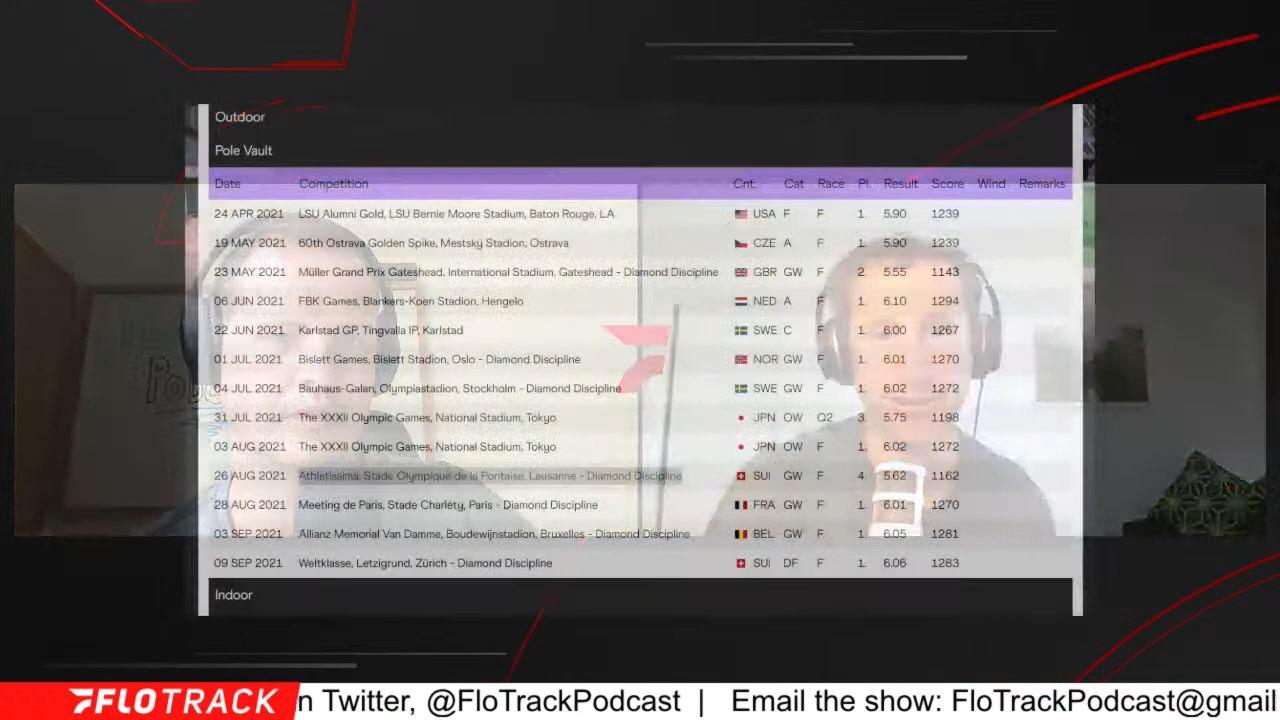 Outdoor
Pole Vault
Date Competition Cnt. Cat Race Pl. Result Score Wind Remarks
24 APR 2021 LSU Alumni Gold, LSU Bernie Moore Stadium, Baton Rouge, LA USA F F 1. 5.90 1239
19 MAY 2021 60th Ostrava Golden Spike, Mestsky Stadion, Ostrava CZE A F 1. 5.90 1239
23 MAY 2021 Müller Grand Prix Gateshead, International Stadium, Gateshead - Diamond Discipline GBR GW F 2. 5.55 1143
06 JUN 2021 FBK Games, Blankers-Koen Stadion, Hengelo NED A F 1. 6.10 1294
22 JUN 2021 Karlstad GP, Tingvalla IP, Karlstad SWE C F 1. 6.00 1267
01 JUL 2021 Bislett Games, Bislett Stadion, Oslo - Diamond Discipline NOR GW F 1. 6.01 1270
04 JUL 2021 Bauhaus-Galan, Olympiastadion, Stockholm - Diamond Discipline SWE GW F 1. 6.02 1272
31 JUL 2021 The XXXII Olympic Games, National Stadium, Tokyo JPN OW Q2 3. 5.75 1198
03 AUG 2021 The XXXII Olympic Games, National Stadium, Tokyo JPN OW F 1. 6.02 1272
26 AUG 2021 Athletissima, Stade Olympique de la Pontaise, Lausanne - Diamond Discipline SUI GW F 4. 5.62 1162
28 AUG 2021 Meeting de Paris, Stade Charléty, Paris - Diamond Discipline FRA GW F 1. 6.01 1270
03 SEP 2021 Allianz Memorial Van Damme, Boudewijnstadion, Bruxelles - Diamond Discipline BEL GW F 1. 6.05 1281
09 SEP 2021 Weltklasse, Letzigrund, Zürich - Diamond Discipline SUI DF F 1. 6.06 1283
Indoor
FLOTRACK n Twitter, @FloTrackPodcast | Email the show: FloTrackPodcast@gmail